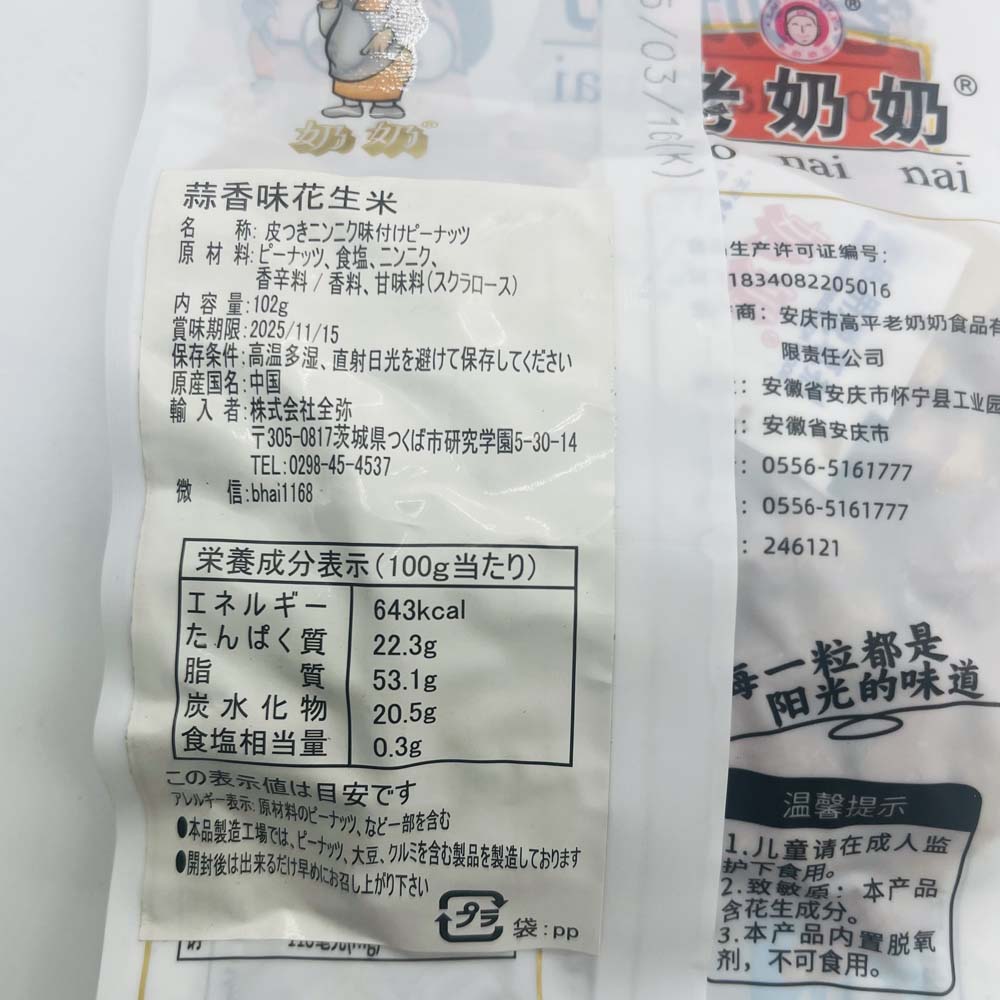 奶奶®
蒜香味花生米
名 称: 皮つきニンニク味付けピーナッツ
原 材 料: ピーナッツ、食塩、ニンニク、
香辛料 / 香料、甘味料(スクラロース)
内 容 量:102g
賞味期限:2025/11/15
保存条件:高温多湿、直射日光を避けて保存してください
原産国名:中国
輸 入 者:株式会社全弥
〒305-0817茨城県つくば市研究学園5-30-14
TEL:0298-45-4537
微 信:bhai1168
栄養成分表示(100g当たり)
エネルギー 643kcal
たんぱく質 22.3g
脂 質 53.1g
炭水化物 20.5g
食塩相当量 0.3g
この表示値は目安です
アレルギー表示:原材料のピーナッツ、など一部を含む
●本品製造工場では、ピーナッツ、大豆、クルミを含む製品を製造しております
●開封後は出来るだけ早めにお召し上がり下さい
プラ
袋:pp
/03/16(K)
老奶奶®
nai nai
生产许可证编号:
1834082205016
商: 安庆市高平老奶奶食品有
限责任公司
: 安徽省安庆市怀宁县工业园
: 安徽省安庆市
: 0556-5161777
: 0556-5161777
: 246121
每一粒都是
阳光的味道
温馨提示
1.儿童请在成人监
护下食用。
2.致敏原: 本产品
含花生成分。
3.本产品内置脱氧
剂,不可食用。